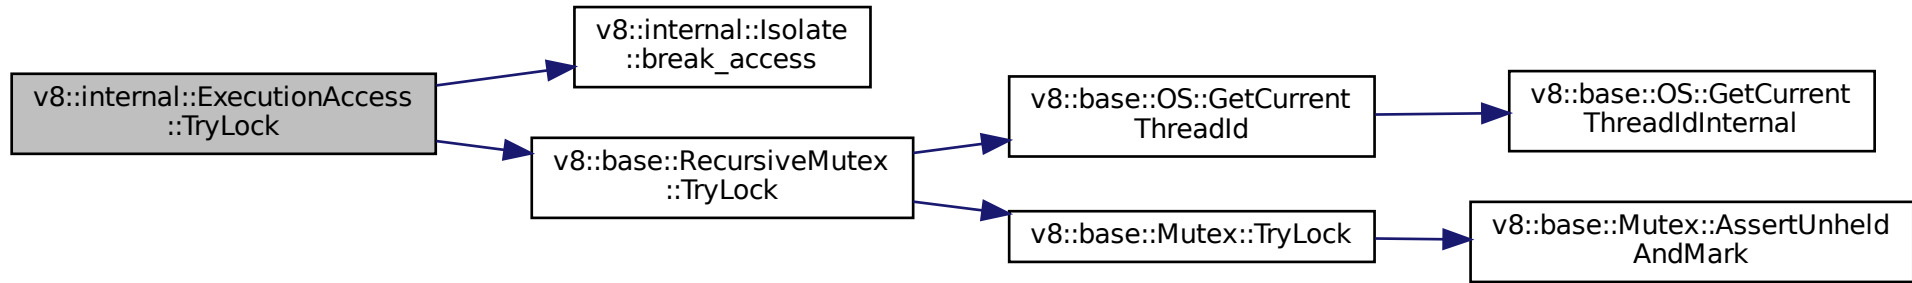 v8::internal::ExecutionAccess
::TryLock
v8::internal::Isolate
::break_access
v8::base::RecursiveMutex
::TryLock
v8::base::OS::GetCurrent
ThreadId
v8::base::OS::GetCurrent
ThreadIdInternal
v8::base::Mutex::TryLock
v8::base::Mutex::AssertUnheld
AndMark